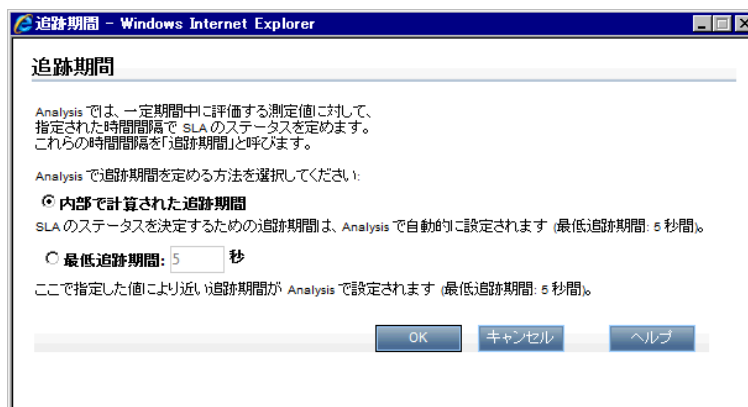 追跡期間 - Windows Internet Explorer
追跡期間
Analysis では、一定期間中に評価する測定値に対して、
指定された時間間隔で SLA のステータスを定めます。
これらの時間間隔を「追跡期間」と呼びます。
Analysis で追跡期間を定める方法を選択してください:
内部で計算された追跡期間
SLA のステータスを決定するための追跡期間は、Analysis で自動的に設定されます (最低追跡期間: 5 秒間)。
最低追跡期間: 5 秒
ここで指定した値により近い追跡期間が Analysis で設定されます (最低追跡期間: 5 秒間)。
OK キャンセル ヘルプ